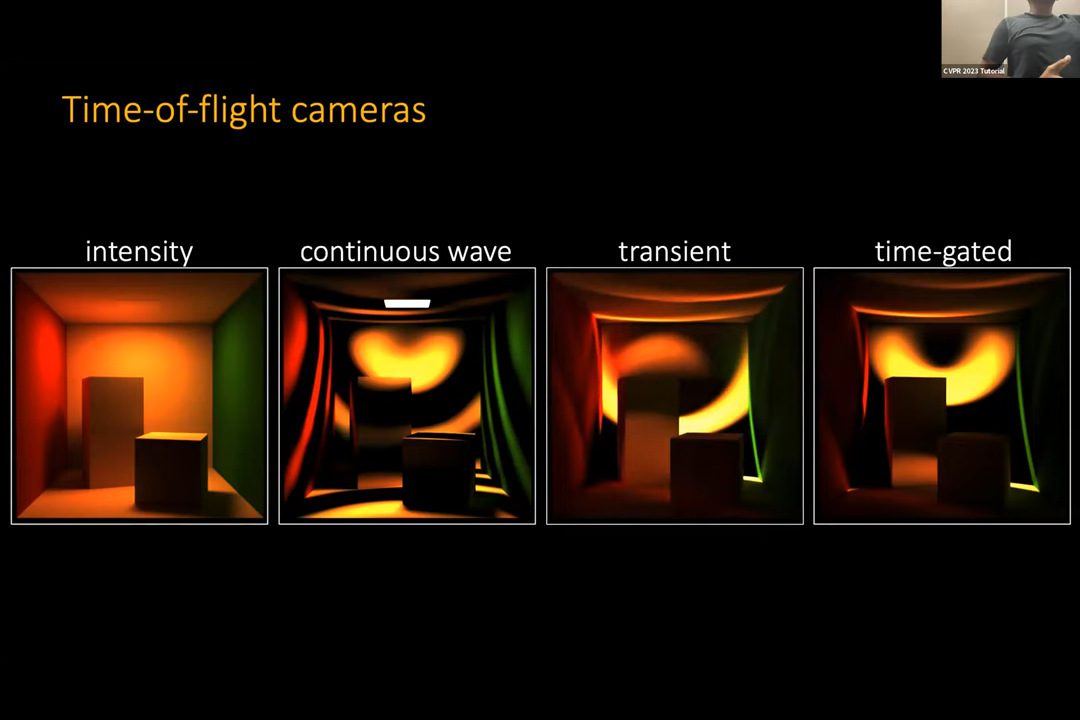 CVPR 2023 Tutorial
Time-of-flight cameras
intensity
continuous wave
transient
time-gated